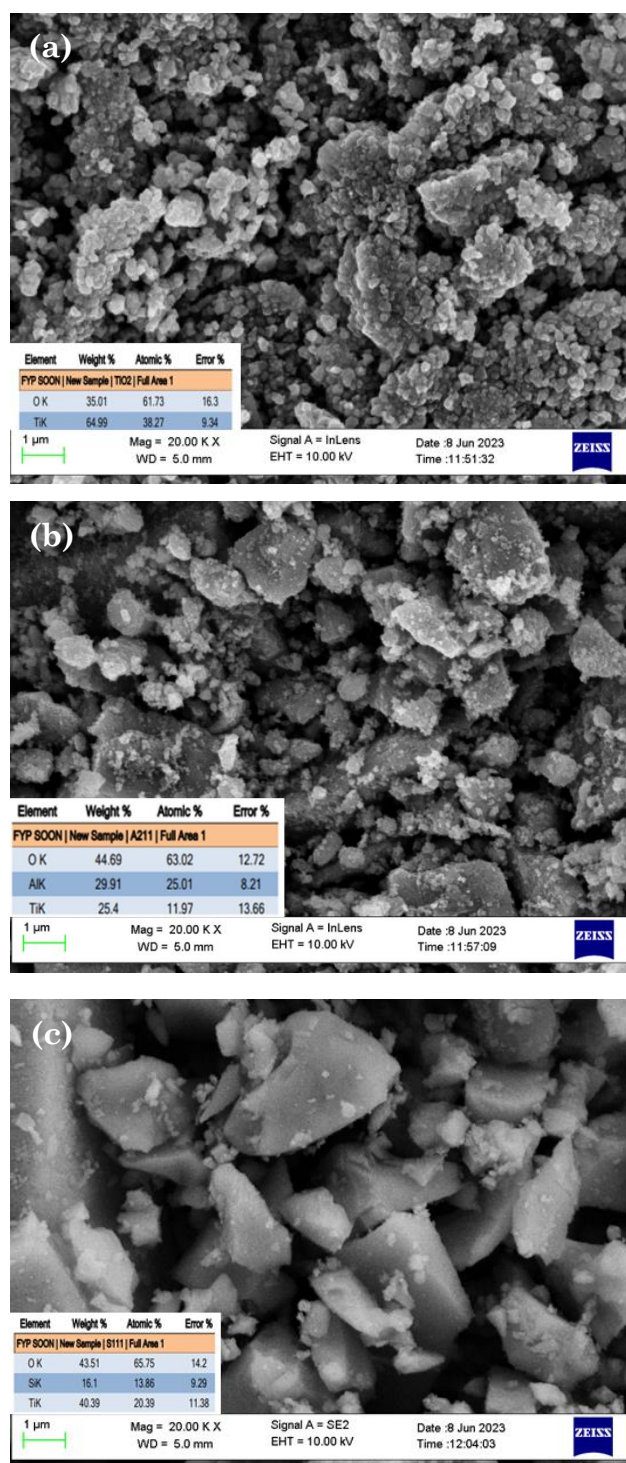 (a)
Element Weight % Atomic % Error %
FYP SOON | New Sample | TIO2 | Full Area 1
O K 35.01 61.73 16.3
TiK 64.99 38.27 9.34
1 µm Mag = 20.00 K X Signal A = InLens Date :8 Jun 2023
WD = 5.0 mm EHT = 10.00 kV Time :11:51:32 ZEISS
(b)
Element Weight % Atomic % Error %
FYP SOON | New Sample | A211 | Full Area 1
O K 44.69 63.02 12.72
AlK 29.91 25.01 8.21
TiK 25.4 11.97 13.66
1 µm Mag = 20.00 K X Signal A = InLens Date :8 Jun 2023
WD = 5.0 mm EHT = 10.00 kV Time :11:57:09 ZEISS
(c)
Element Weight % Atomic % Error %
FYP SOON | New Sample | S111 | Full Area 1
O K 43.51 65.75 14.2
SiK 16.1 13.86 9.29
TiK 40.39 20.39 11.38
1 µm Mag = 20.00 K X Signal A = SE2 Date :8 Jun 2023
WD = 5.0 mm EHT = 10.00 kV Time :12:04:03 ZEISS